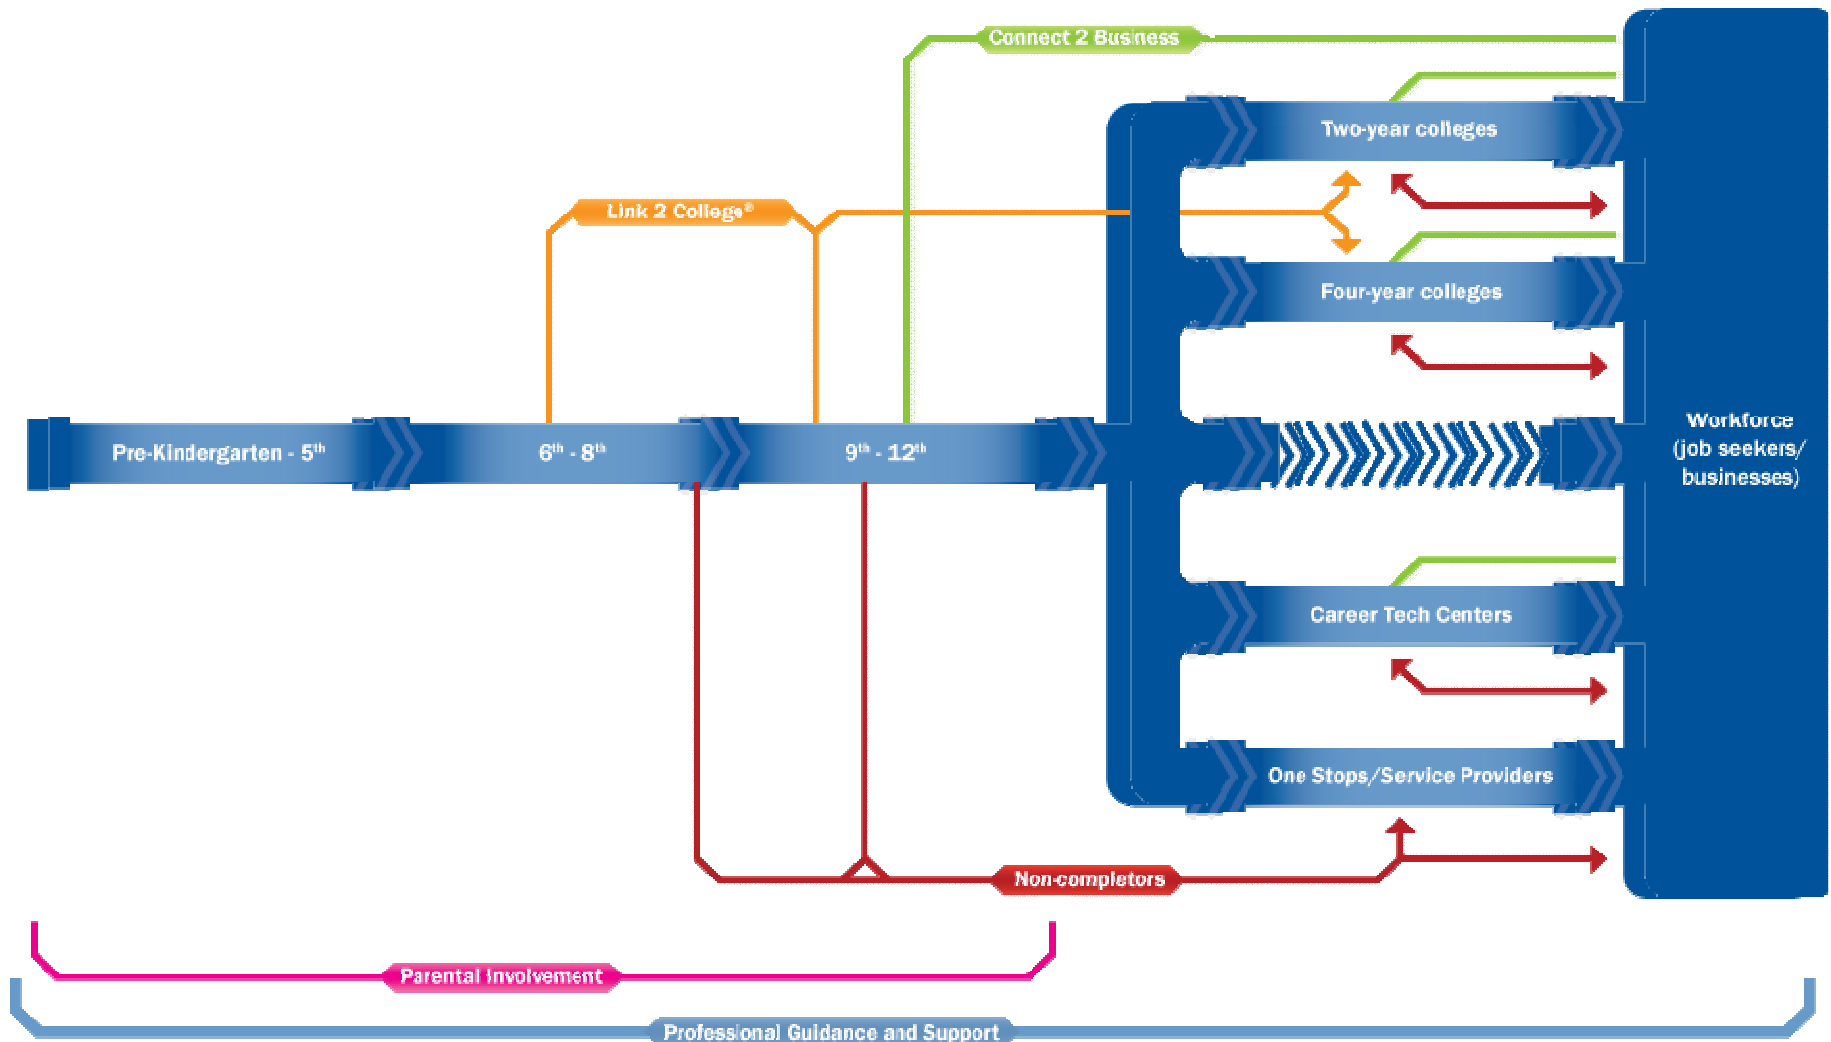 Connect 2 Business
Two-year colleges
Link 2 College®
Four-year colleges
Pre-Kindergarten - 5th
6th - 8th
9th - 12th
Workforce
(job seekers/
businesses)
Career Tech Centers
One Stops/Service Providers
Non-completors
Parental Involvement
Professional Guidance and Support